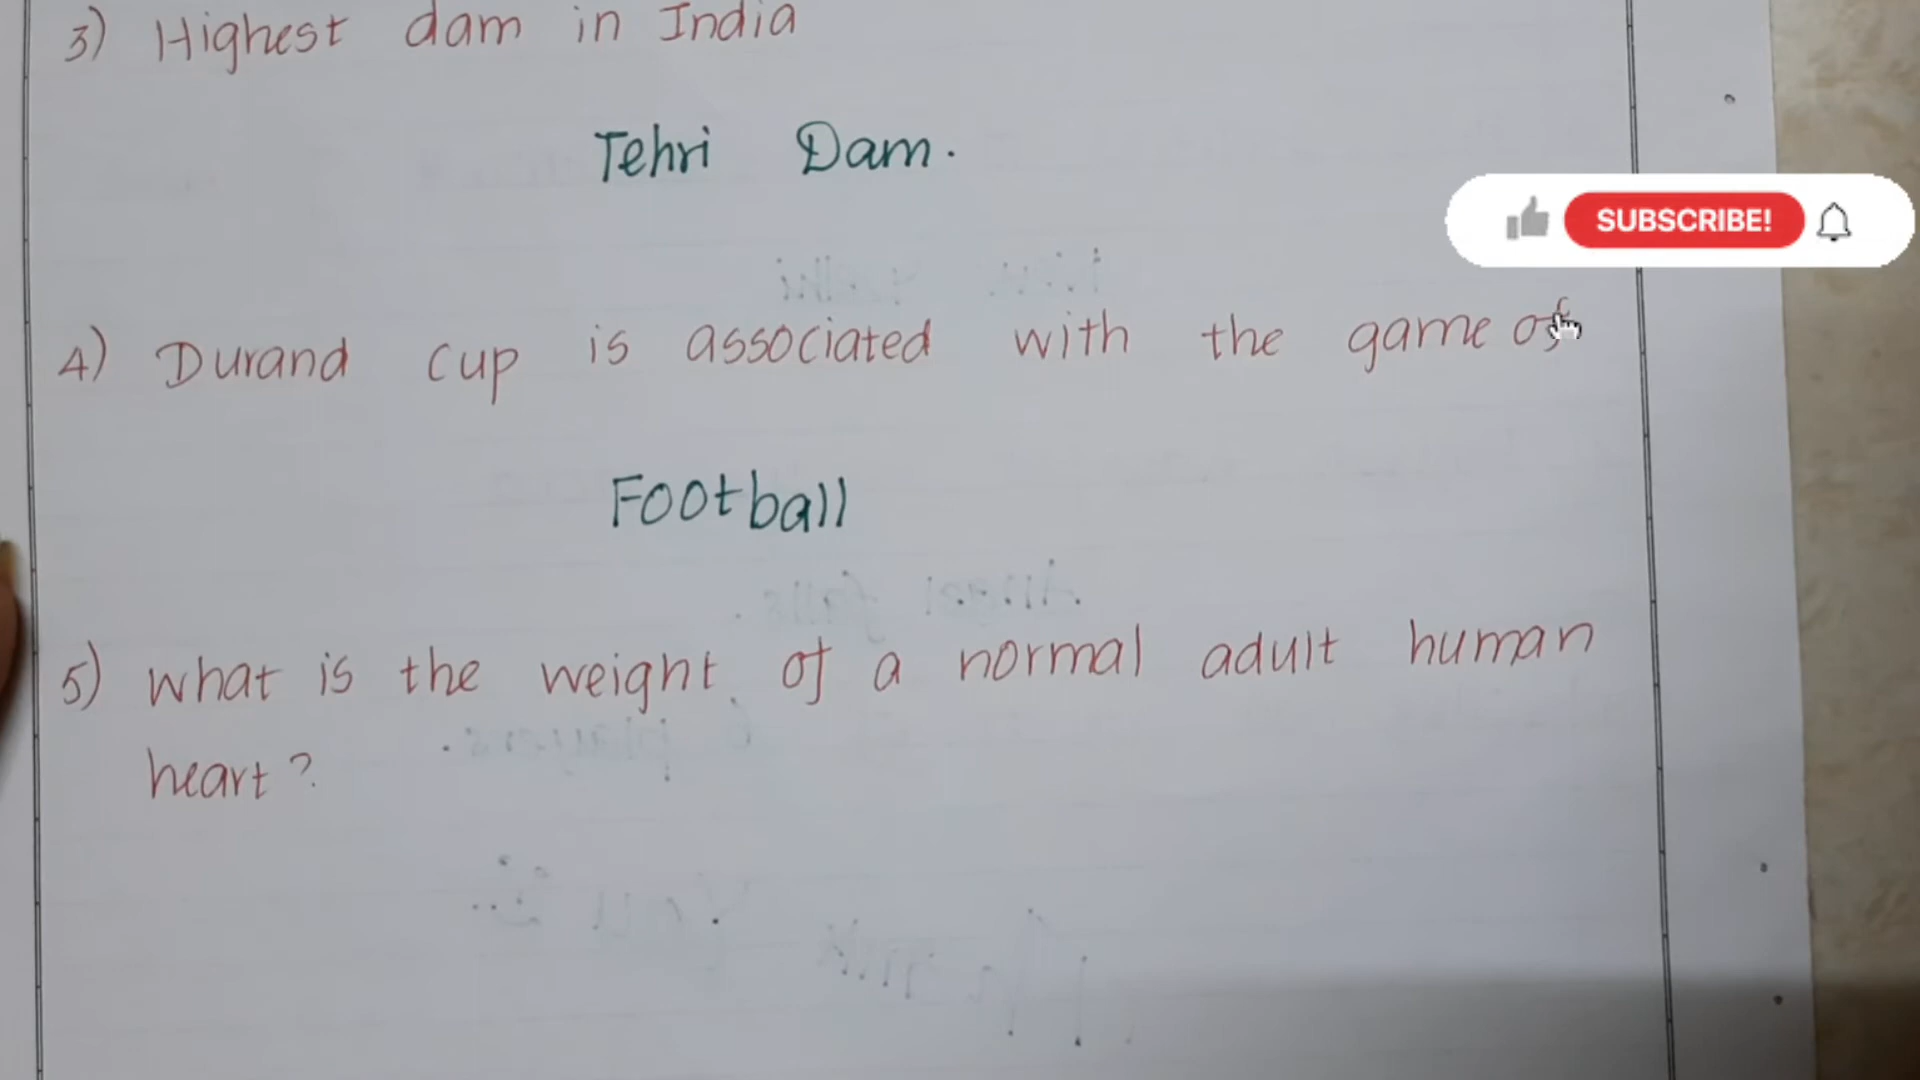 3) Highest dam in India
Tehri Dam.
SUBSCRIBE!
4) Durand cup is associated with the game of
Football
5) what is the weight of a normal adult human
heart?